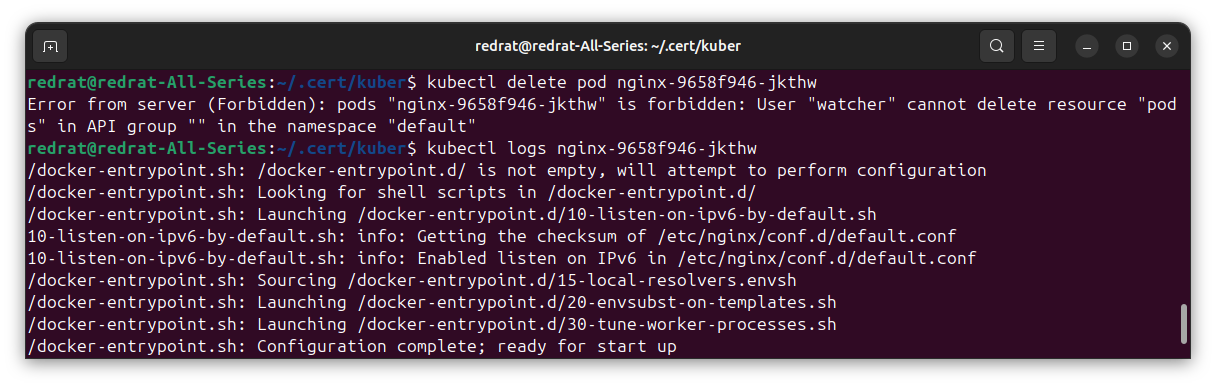 redrat@redrat-All-Series: ~/.cert/kuber
redrat@redrat-All-Series:~/.cert/kuber$ kubectl delete pod nginx-9658f946-jkthw
Error from server (Forbidden): pods "nginx-9658f946-jkthw" is forbidden: User "watcher" cannot delete resource "pod
s" in API group "" in the namespace "default"
redrat@redrat-All-Series:~/.cert/kuber$ kubectl logs nginx-9658f946-jkthw
/docker-entrypoint.sh: /docker-entrypoint.d/ is not empty, will attempt to perform configuration
/docker-entrypoint.sh: Looking for shell scripts in /docker-entrypoint.d/
/docker-entrypoint.sh: Launching /docker-entrypoint.d/10-listen-on-ipv6-by-default.sh
10-listen-on-ipv6-by-default.sh: info: Getting the checksum of /etc/nginx/conf.d/default.conf
10-listen-on-ipv6-by-default.sh: info: Enabled listen on IPv6 in /etc/nginx/conf.d/default.conf
/docker-entrypoint.sh: Sourcing /docker-entrypoint.d/15-local-resolvers.envsh
/docker-entrypoint.sh: Launching /docker-entrypoint.d/20-envsubst-on-templates.sh
/docker-entrypoint.sh: Launching /docker-entrypoint.d/30-tune-worker-processes.sh
/docker-entrypoint.sh: Configuration complete; ready for start up